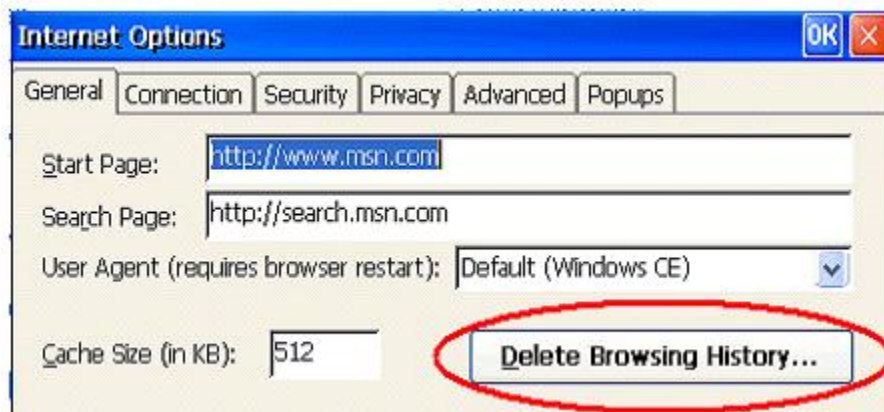 Internet Options OK
General Connection Security Privacy Advanced Popups
Start Page: http://www.msn.com
Search Page: http://search.msn.com
User Agent (requires browser restart): Default (Windows CE)
Cache Size (in KB): 512 Delete Browsing History...